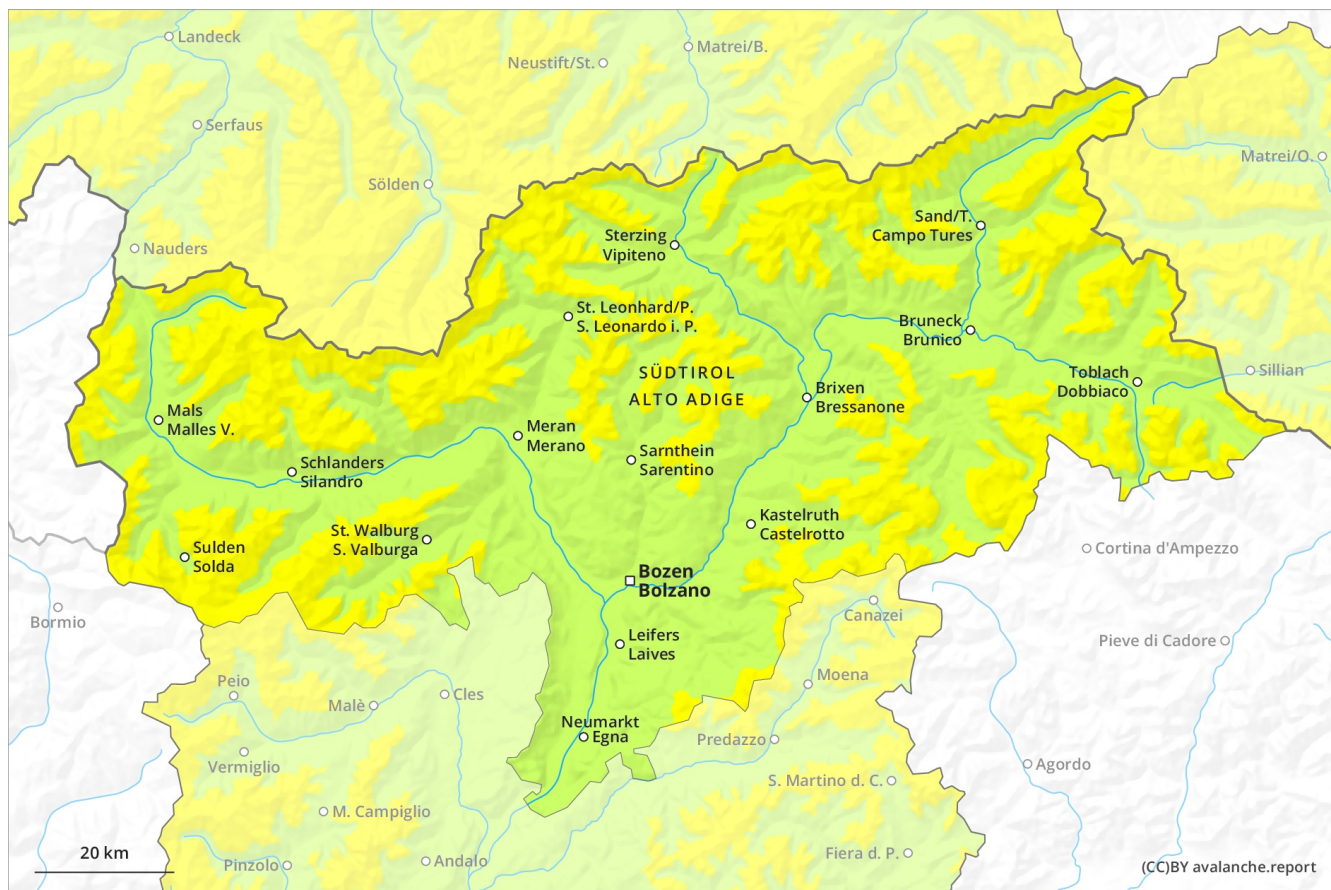 Landeck
Matrei/B.
Neustift/St.
Serfaus
Matrei/O.
Sölden
Sand/T.
Campo Tures
Sterzing
Vipiteno
Nauders
St. Leonhard/P.
S. Leonardo i. P.
Bruneck
Brunico
SÜDTIROL
ALTO ADIGE
Toblach
Dobbiaco
Sillian
Brixen
Bressanone
Mals
Malles V.
Meran
Merano
Sarnthein
Sarentino
Schlanders
Silandro
Kastelruth
Castelrotto
St. Walburg
S. Valburga
Sulden
Solda
Cortina d'Ampezzo
Bozen
Bolzano
Bormio
Canazei
Leifers
Laives
Pieve di Cadore
Peio
Moena
Malè
Cles
Neumarkt
Egna
Predazzo
Vermiglio
Agordo
S. Martino d. C.
M. Campiglio
20 km
Pinzolo
Andalo
Fiera d. P.
(CC)BY avalanche.report